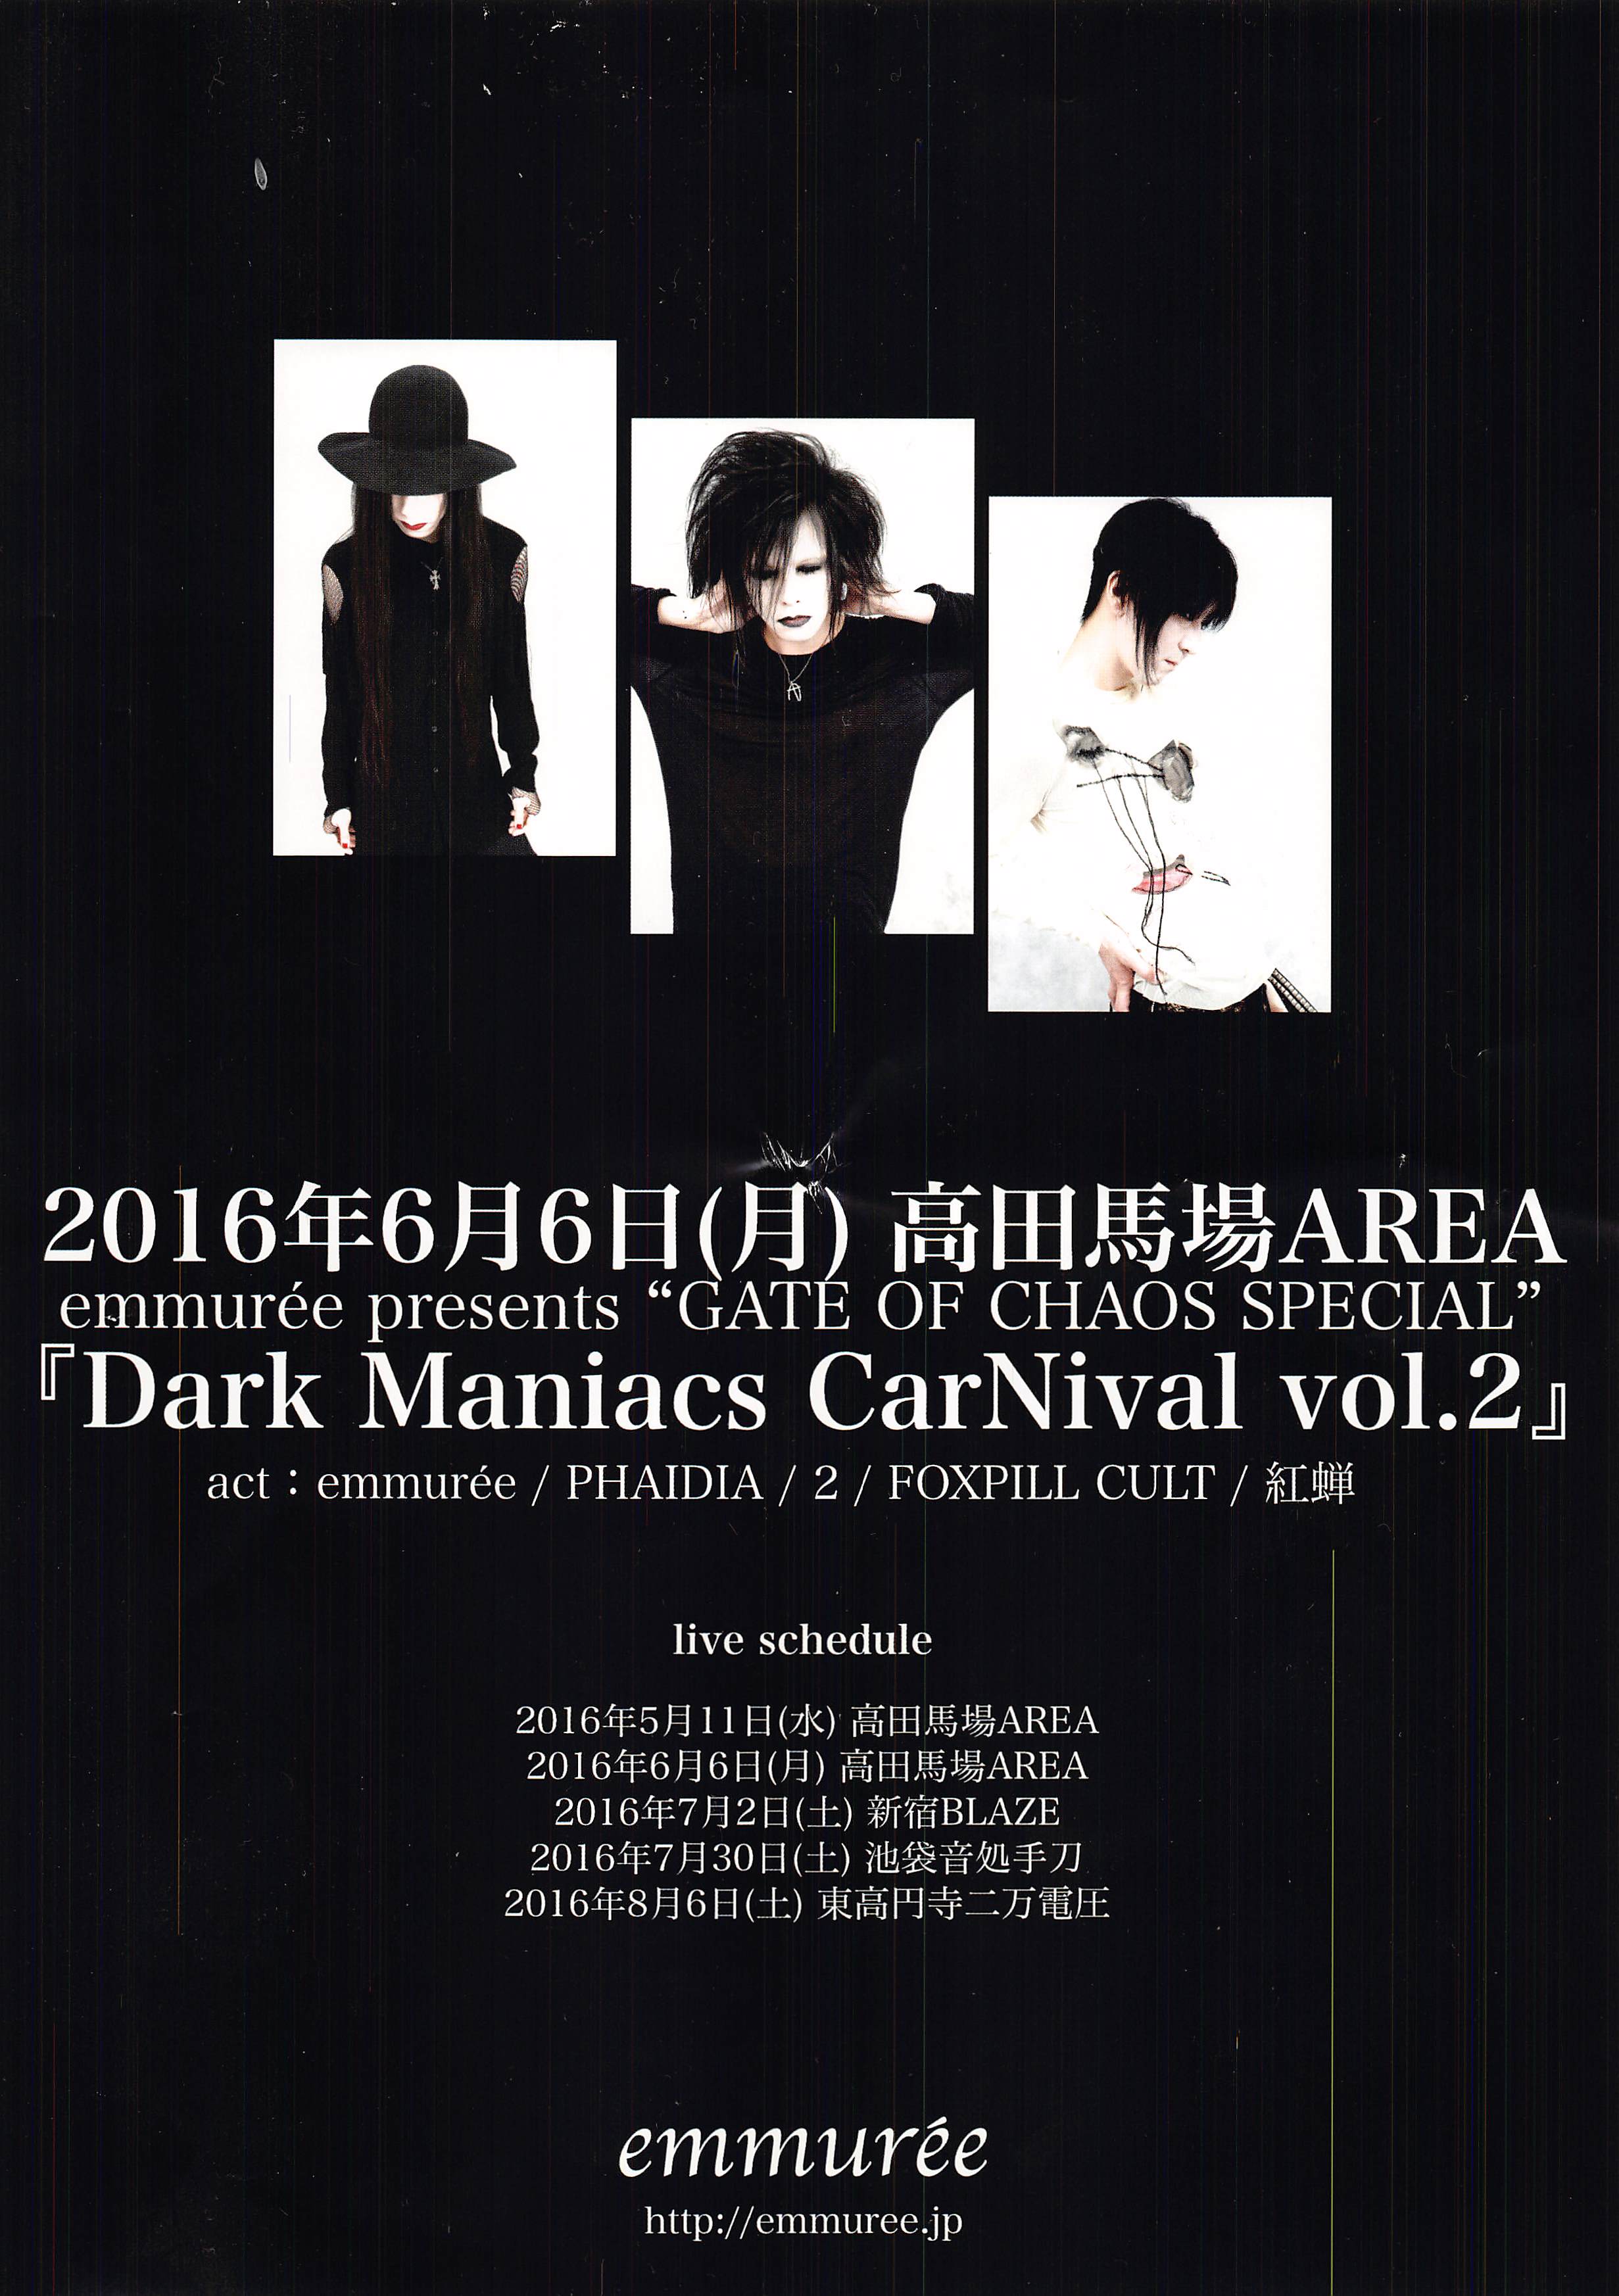 2016年6月6日(月) 高田馬場AREA
emmurée presents “GATE OF CHAOS SPECIAL”
『Dark Maniacs CarNival vol.2』
act：emmurée / PHAIDIA / 2 / FOXPILL CULT / 紅蝉
live schedule
2016年5月11日(水) 高田馬場AREA
2016年6月6日(月) 高田馬場AREA
2016年7月2日(土) 新宿BLAZE
2016年7月30日(土) 池袋音処手刀
2016年8月6日(土) 東高円寺二万電圧
emmurée
http://emmuree.jp